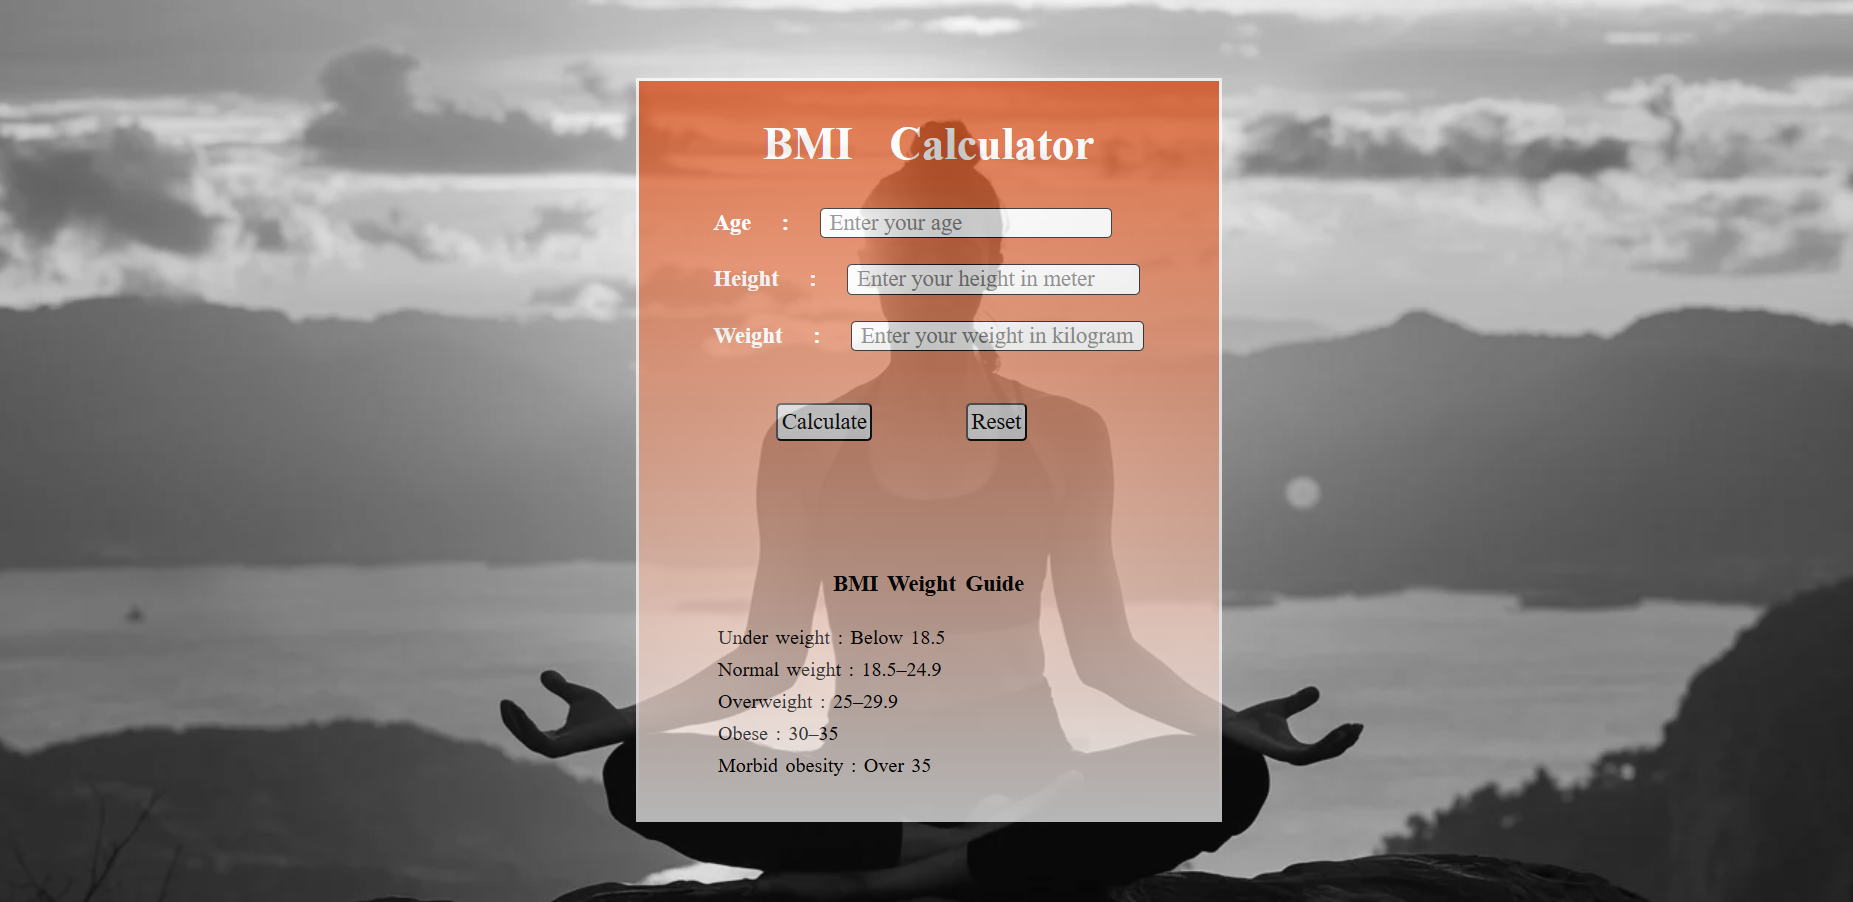 BMI Calculator
Age : Enter your age
Height : Enter your height in meter
Weight : Enter your weight in kilogram
Calculate Reset
BMI Weight Guide
Under weight : Below 18.5
Normal weight : 18.5–24.9
Overweight : 25–29.9
Obese : 30–35
Morbid obesity : Over 35